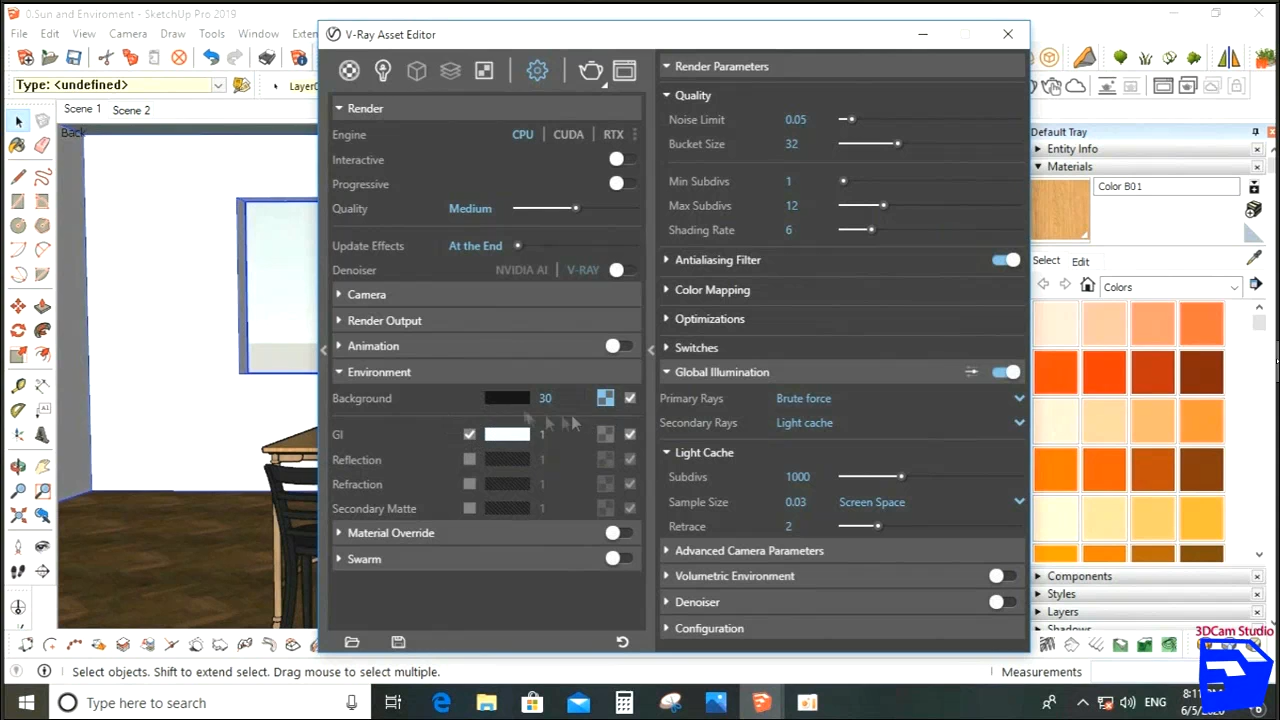 0.Sun and Enviroment - SketchUp Pro 2019
File Edit View Camera Draw Tools Window Exten
Type: <undefined>
Layer0
Scene 1 Scene 2
Back
V-Ray Asset Editor
Render
Engine CPU CUDA RTX
Interactive
Progressive
Quality Medium
Update Effects At the End
Denoiser NVIDIA AI V-RAY
Camera
Render Output
Animation
Environment
Background 30
GI 1
Reflection 1
Refraction 1
Secondary Matte 1
Material Override
Swarm
Render Parameters
Quality
Noise Limit 0.05
Bucket Size 32
Min Subdivs 1
Max Subdivs 12
Shading Rate 6
Antialiasing Filter
Color Mapping
Optimizations
Switches
Global Illumination
Primary Rays Brute force
Secondary Rays Light cache
Light Cache
Subdivs 1000
Sample Size 0.03 Screen Space
Retrace 2
Advanced Camera Parameters
Volumetric Environment
Denoiser
Configuration
Default Tray
Entity Info
Materials
Color B01
Select Edit
Colors
Components
Styles
Layers
Shadows
3DCam Studio
Select objects. Shift to extend select. Drag mouse to select multiple.
Measurements
Type here to search
ENG
6/5/2020